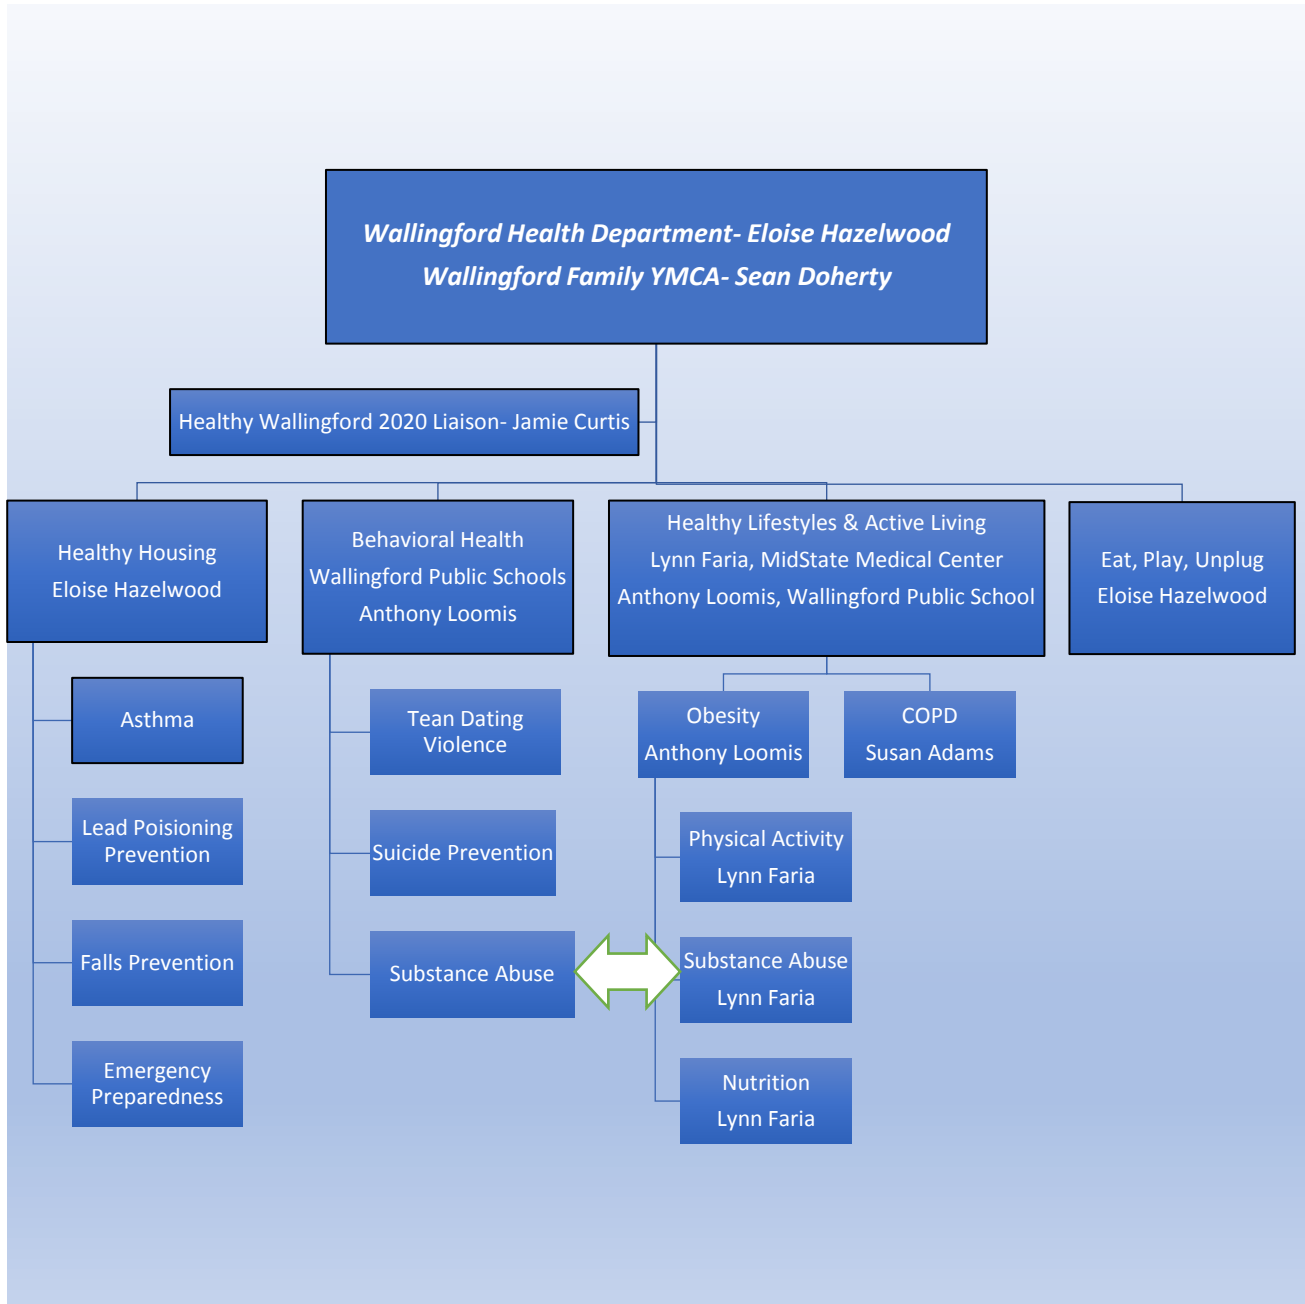 Wallingford Health Department- Eloise Hazelwood
Wallingford Family YMCA- Sean Doherty
Healthy Wallingford 2020 Liaison- Jamie Curtis
Healthy Housing
Eloise Hazelwood
Asthma
Lead Poisioning
Prevention
Falls Prevention
Emergency
Preparedness
Behavioral Health
Wallingford Public Schools
Anthony Loomis
Tean Dating
Violence
Suicide Prevention
Substance Abuse
Healthy Lifestyles & Active Living
Lynn Faria, MidState Medical Center
Anthony Loomis, Wallingford Public School
Obesity
Anthony Loomis
Physical Activity
Lynn Faria
Substance Abuse
Lynn Faria
Nutrition
Lynn Faria
COPD
Susan Adams
Eat, Play, Unplug
Eloise Hazelwood